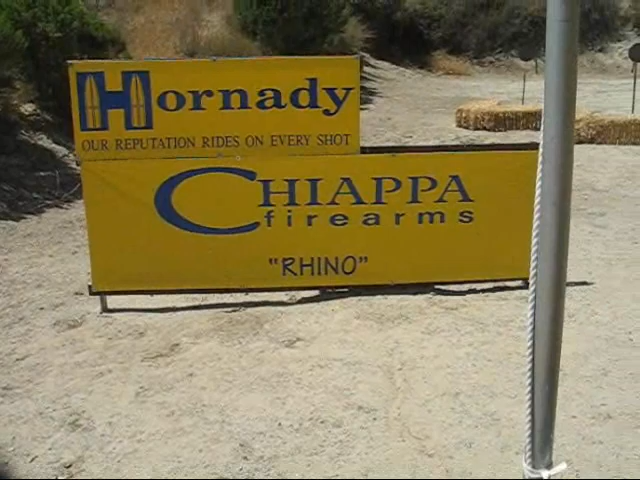 Hornady
OUR REPUTATION RIDES ON EVERY SHOT
CHIAPPA
firearms
"RHINO"